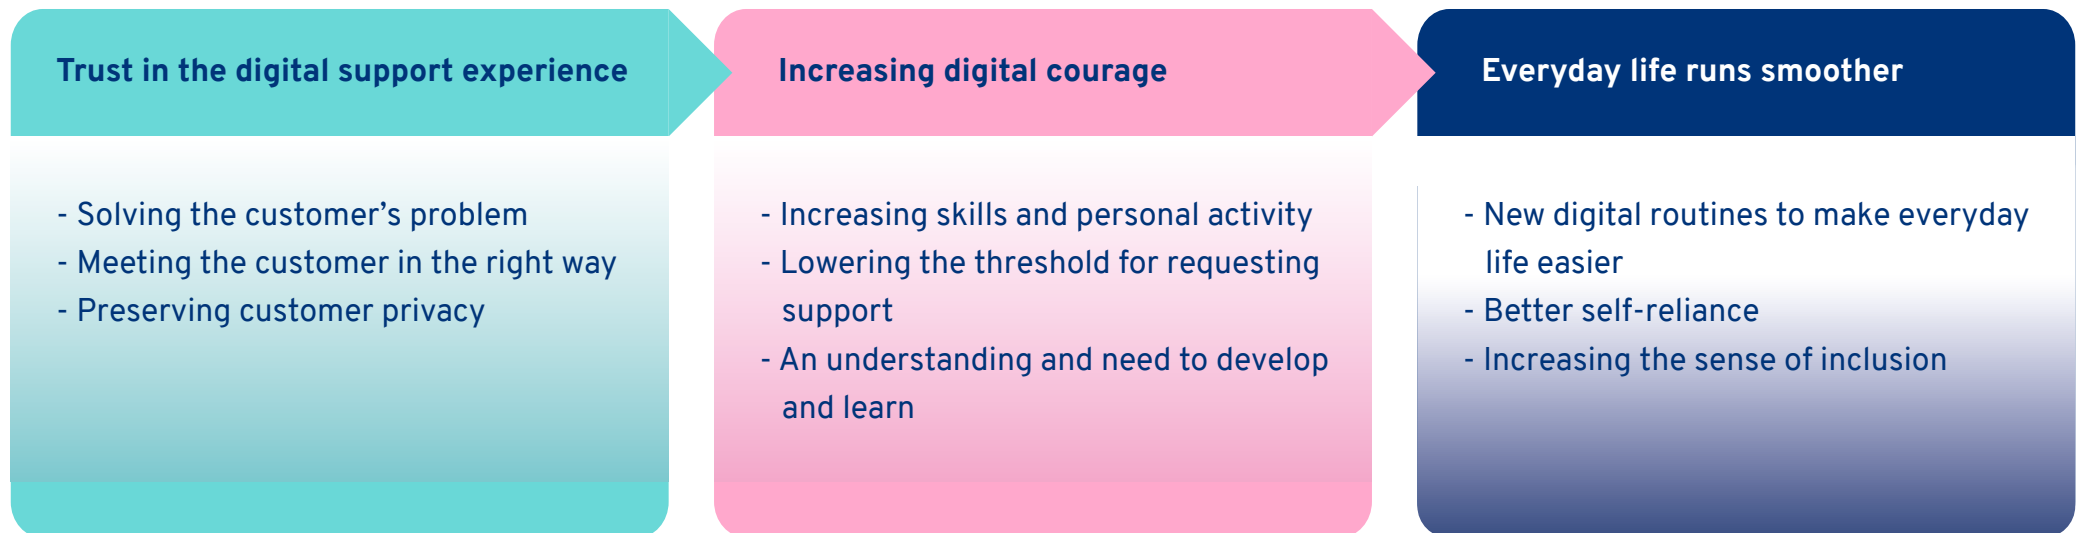 Trust in the digital support experience
- Solving the customer’s problem
- Meeting the customer in the right way
- Preserving customer privacy
Increasing digital courage
- Increasing skills and personal activity
- Lowering the threshold for requesting
support
- An understanding and need to develop
and learn
Everyday life runs smoother
- New digital routines to make everyday
life easier
- Better self-reliance
- Increasing the sense of inclusion